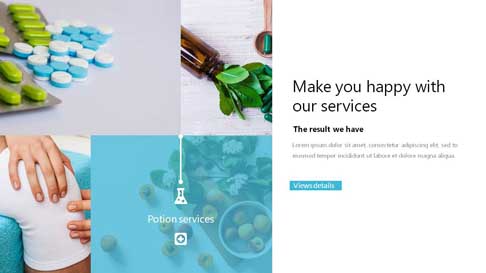 Make you happy with
our services
The result we have
Lorem ipsum dolor sit amet, consectetur adipiscing elit, sed do
eiusmod tempor incididunt ut labore et dolore magna aliqua.
Views details
Potion services